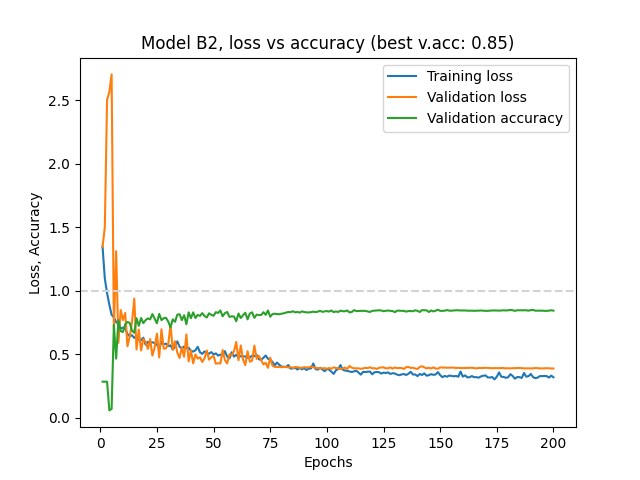 Model B2, loss vs accuracy (best v.acc: 0.85)
Training loss
Validation loss
Validation accuracy
Loss, Accuracy
2.5
2.0
1.5
1.0
0.5
0.0
0 25 50 75 100 125 150 175 200
Epochs